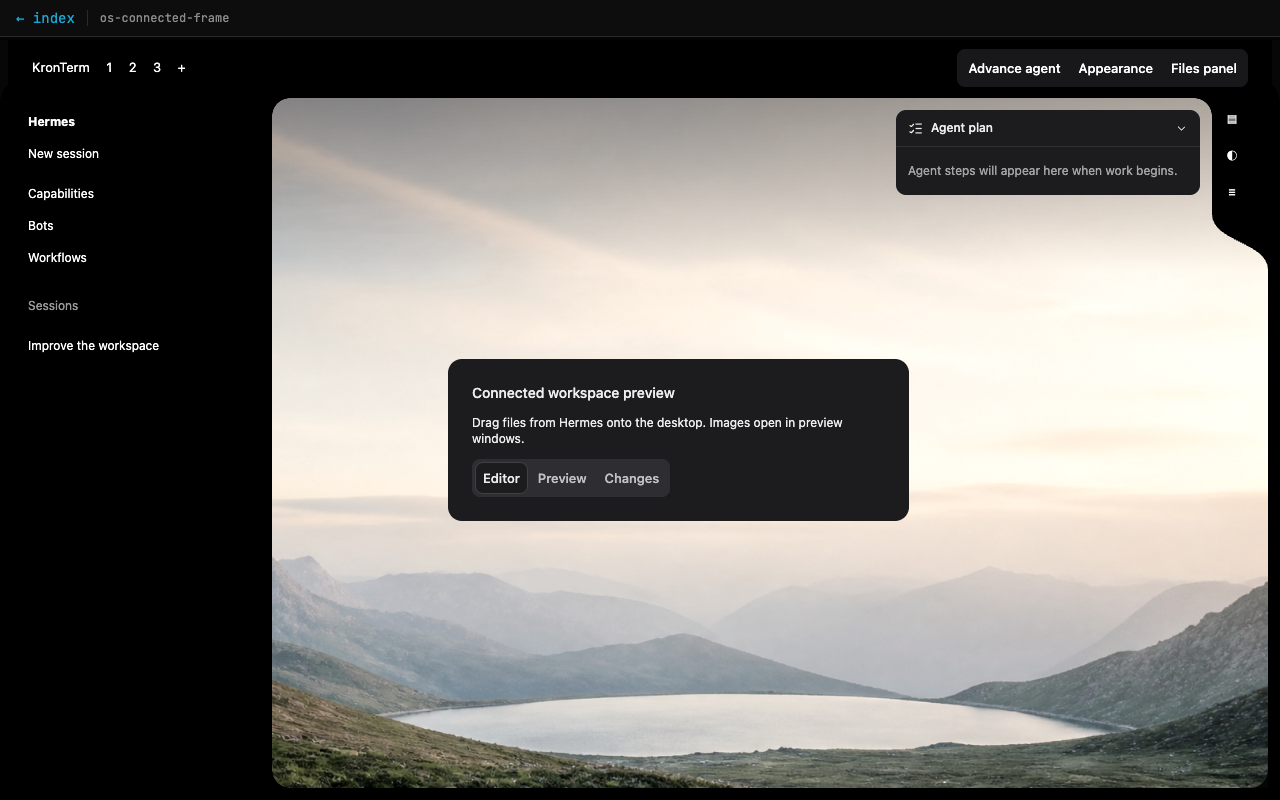 ← index os-connected-frame
KronTerm 1 2 3 +
Advance agent Appearance Files panel
Hermes
New session
Capabilities
Bots
Workflows
Sessions
Improve the workspace
Agent plan
Agent steps will appear here when work begins.
Connected workspace preview
Drag files from Hermes onto the desktop. Images open in preview
windows.
Editor Preview Changes